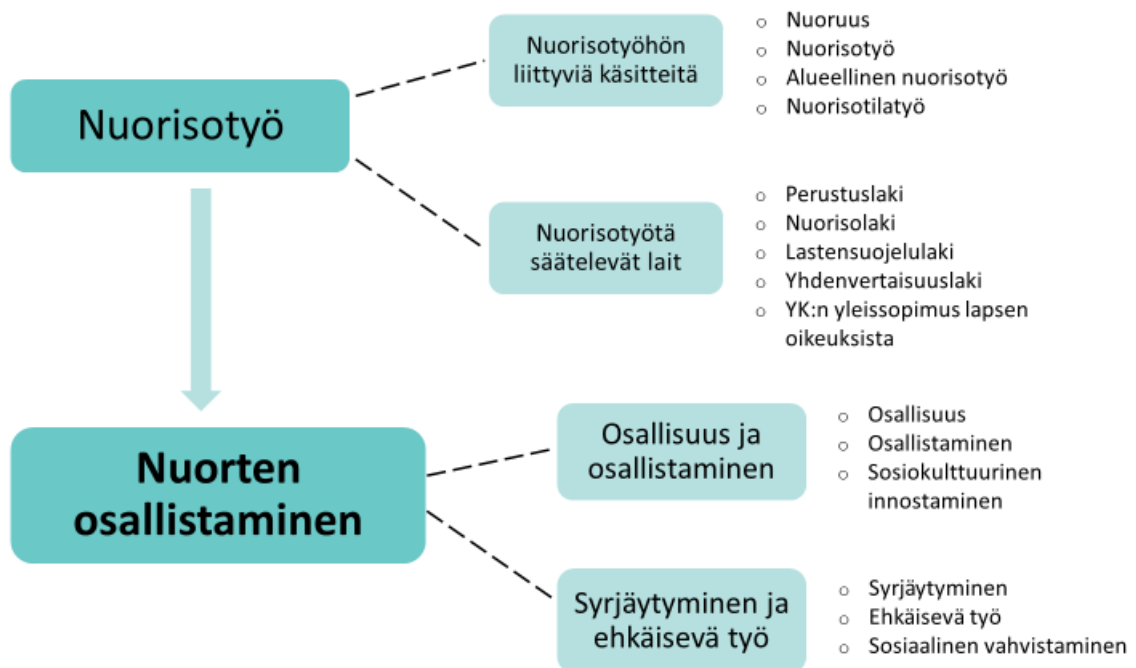 Nuorisotyö
Nuorisotyöhön
liittyviä käsitteitä
○ Nuoruus
○ Nuorisotyö
○ Alueellinen nuorisotyö
○ Nuorisotilatyö
Nuorisotyötä
säätelevät lait
○ Perustuslaki
○ Nuorisolaki
○ Lastensuojelulaki
○ Yhdenvertaisuuslaki
○ YK:n yleissopimus lapsen
oikeuksista
Nuorten
osallistaminen
Osallisuus ja
osallistaminen
○ Osallisuus
○ Osallistaminen
○ Sosiokulttuurinen
innostaminen
Syrjäytyminen ja
ehkäisevä työ
○ Syrjäytyminen
○ Ehkäisevä työ
○ Sosiaalinen vahvistaminen